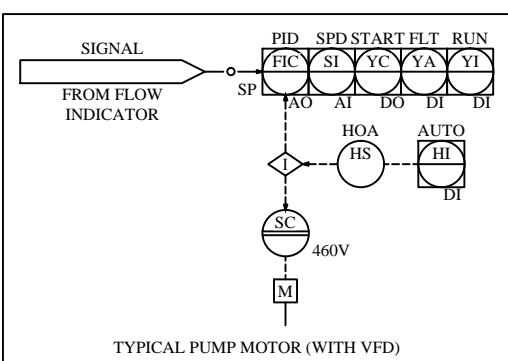 PID SPD START FLT RUN
SIGNAL
FIC SI YC YA YI
FROM FLOW
INDICATOR
SP
AO AI DO DI DI
HOA AUTO
I HS HI
DI
SC
460V
M
TYPICAL PUMP MOTOR (WITH VFD)